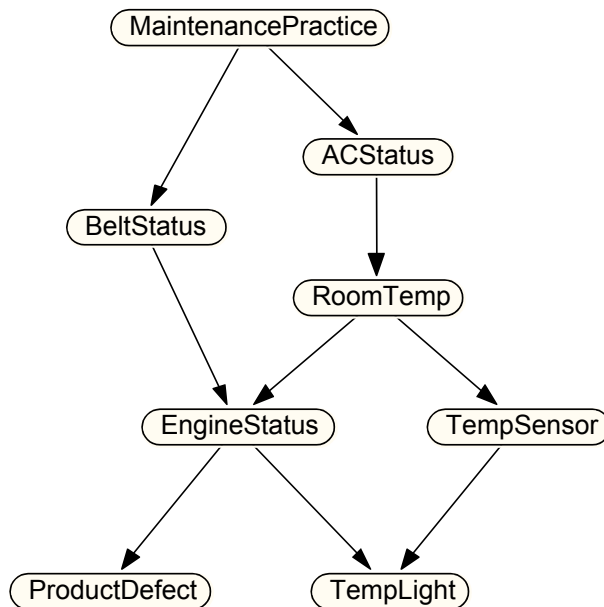 MaintenancePractice
ACStatus
BeltStatus
RoomTemp
EngineStatus
TempSensor
ProductDefect
TempLight